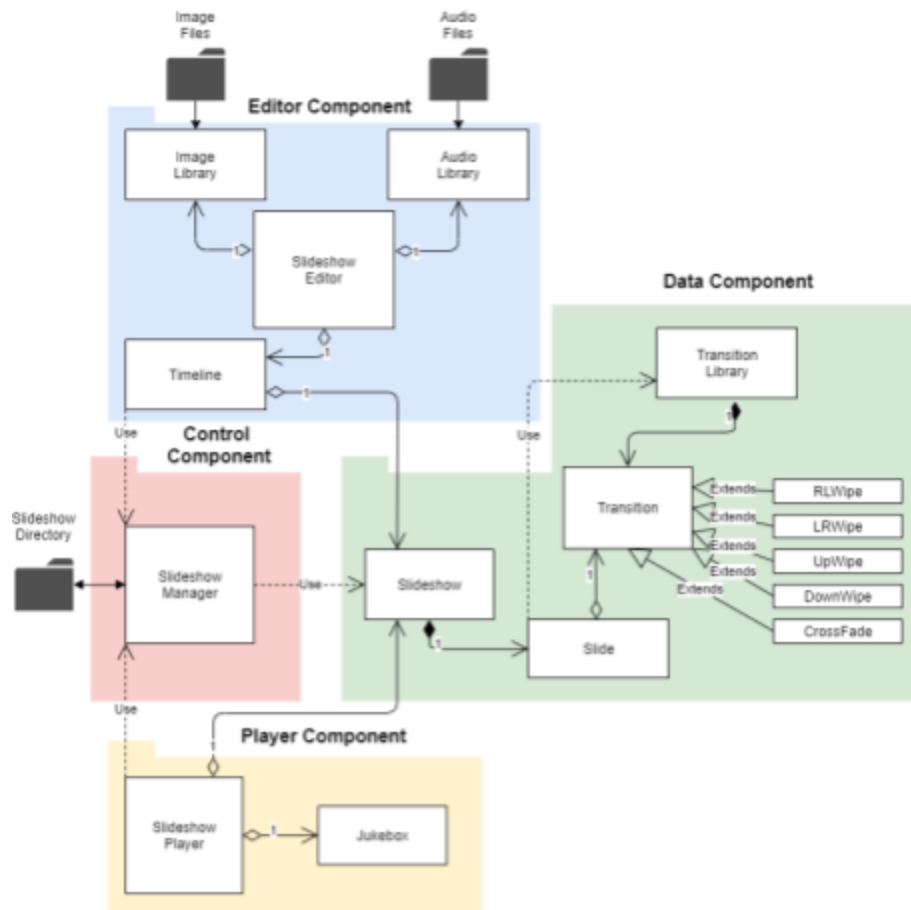 Image
Files
Audio
Files
Editor Component
Image
Library
Audio
Library
1
1
Slideshow
Editor
1
Timeline
1
Data Component
Transition
Library
1
Use
Use
Control
Component
Transition
Extends
RLWipe
Extends
LRWipe
Extends
UpWipe
Extends
DownWipe
Extends
CrossFade
Slideshow
Directory
Slideshow
Manager
Use
Slideshow
1
1
Slide
Use
Player Component
1
Slideshow
Player
1
Jukebox